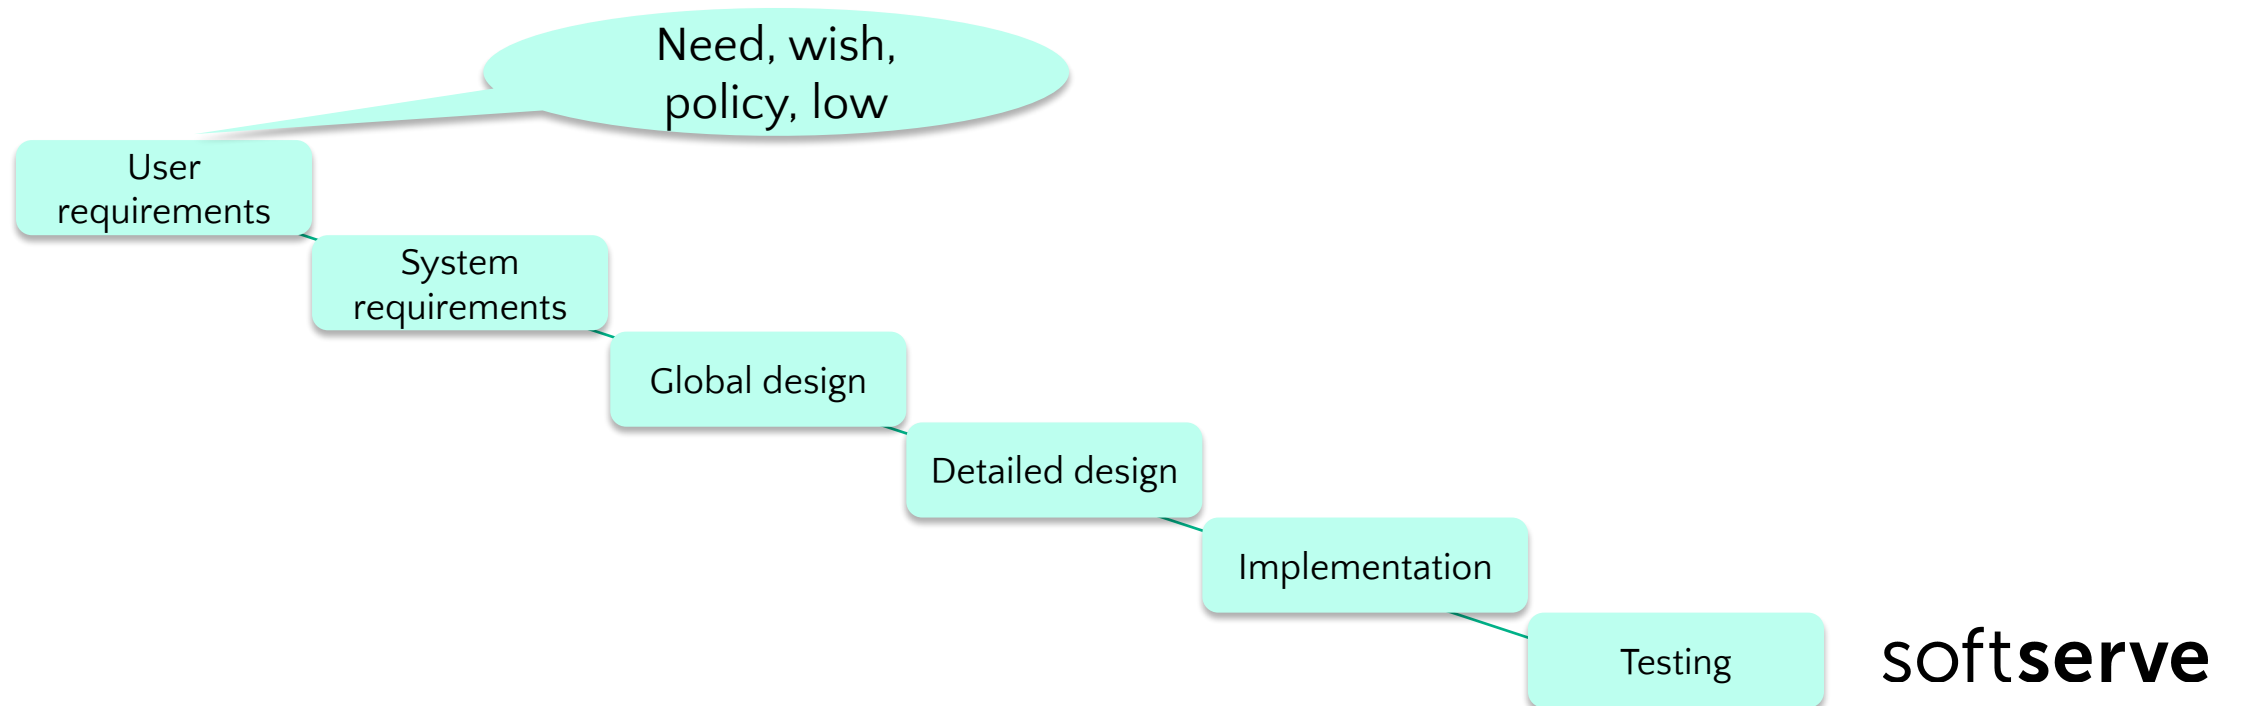 Need, wish,
policy, low
User
requirements
System
requirements
Global design
Detailed design
Implementation
Testing
softserve